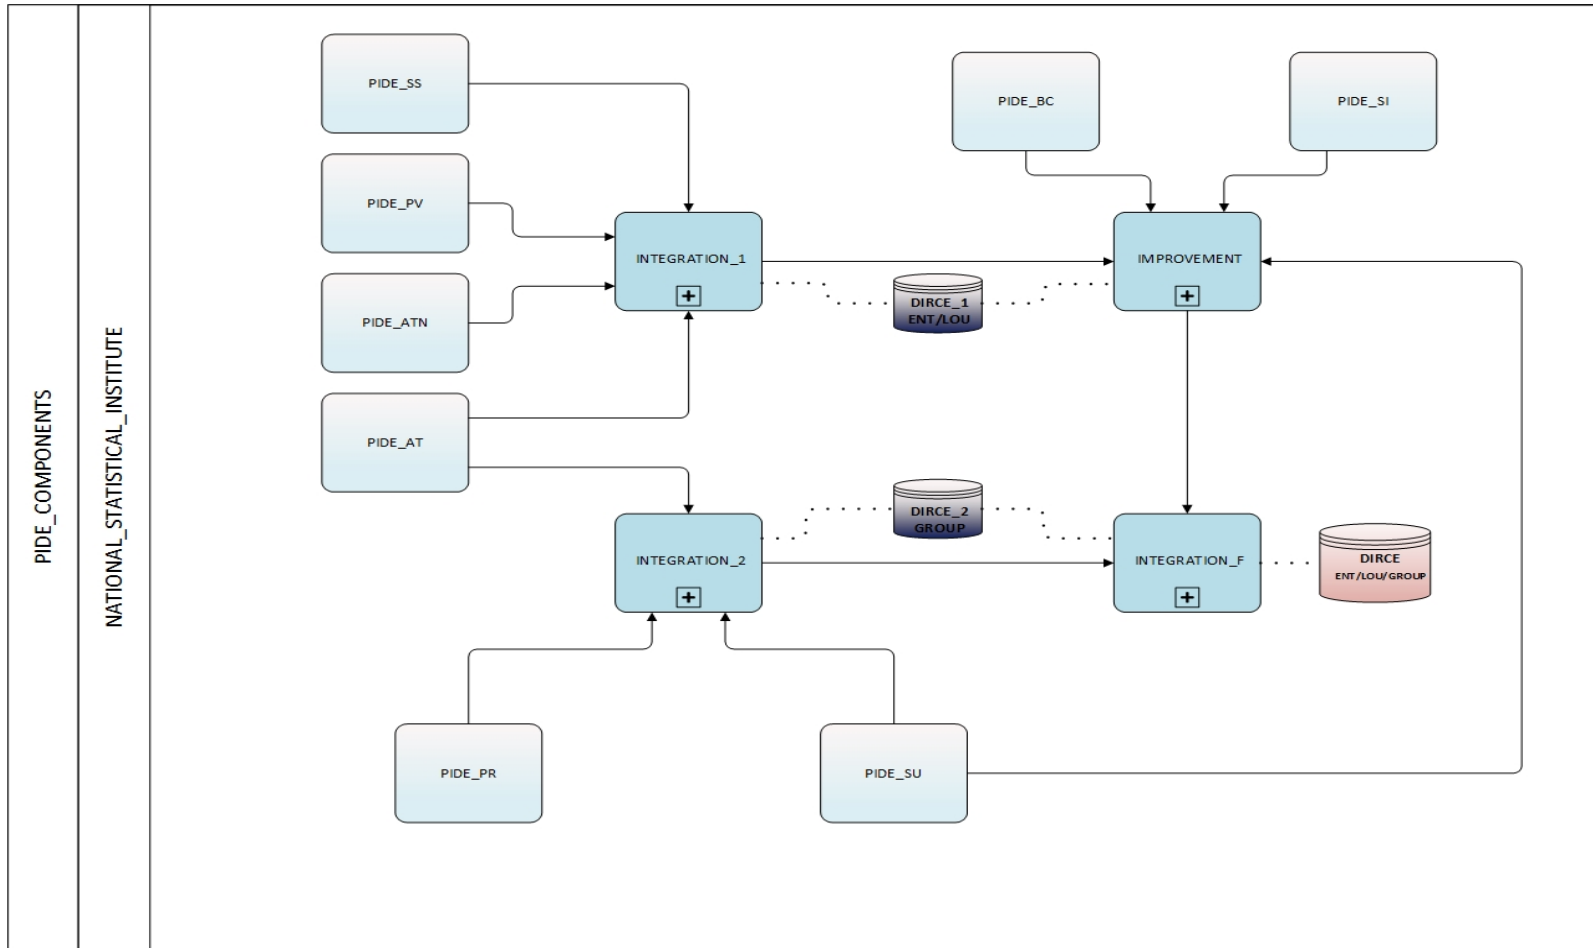 PIDE_COMPONENTS
NATIONAL_STATISTICAL_INSTITUTE
PIDE_SS
PIDE_BC
PIDE_SI
PIDE_PV
INTEGRATION_1
IMPROVEMENT
DIRCE_1
ENT/LOU
PIDE_ATN
PIDE_AT
DIRCE_2
GROUP
INTEGRATION_2
INTEGRATION_F
DIRCE
ENT/LOU/GROUP
PIDE_PR
PIDE_SU